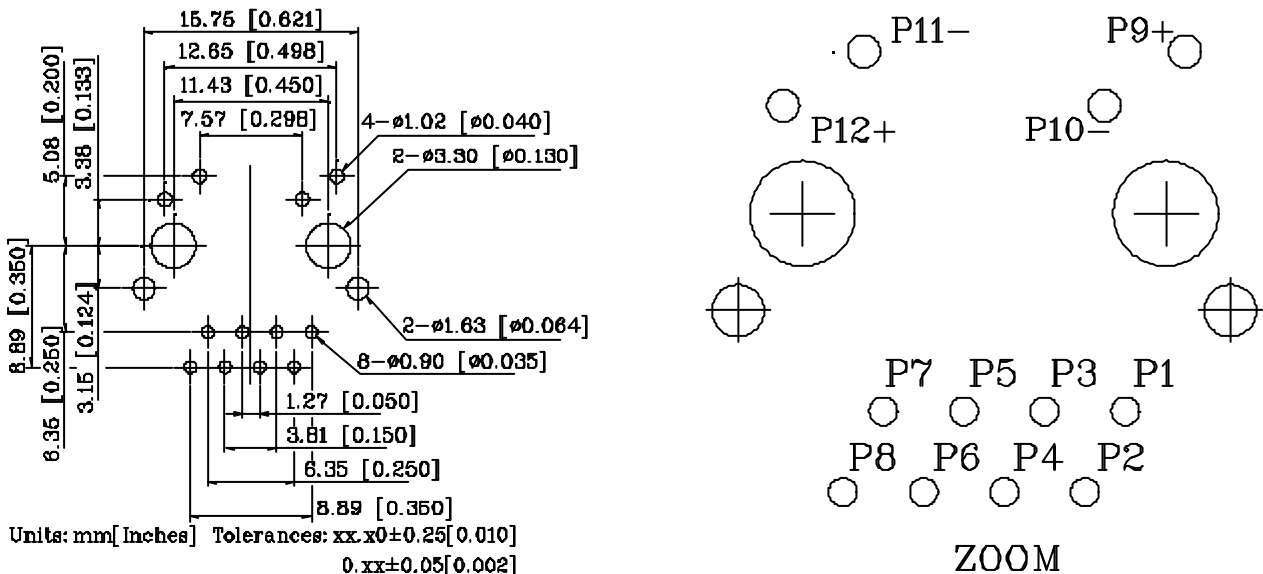 15.75 [0.621]
12.65 [0.498]
11.43 [0.450]
7.57 [0.298]
5.08 [0.200]
3.38 [0.133]
4-ø1.02 [ø0.040]
2-ø3.30 [ø0.130]
8.89 [0.350]
6.35 [0.250]
3.15 [0.124]
2-ø1.63 [ø0.064]
8-ø0.90 [ø0.035]
1.27 [0.050]
3.81 [0.150]
6.35 [0.250]
8.89 [0.350]
Units: mm[Inches] Tolerances: xx.x0±0.25[0.010]
0.xx±0.05[0.002]
P11- P9+
P12+ P10-
P7 P5 P3 P1
P8 P6 P4 P2
ZOOM